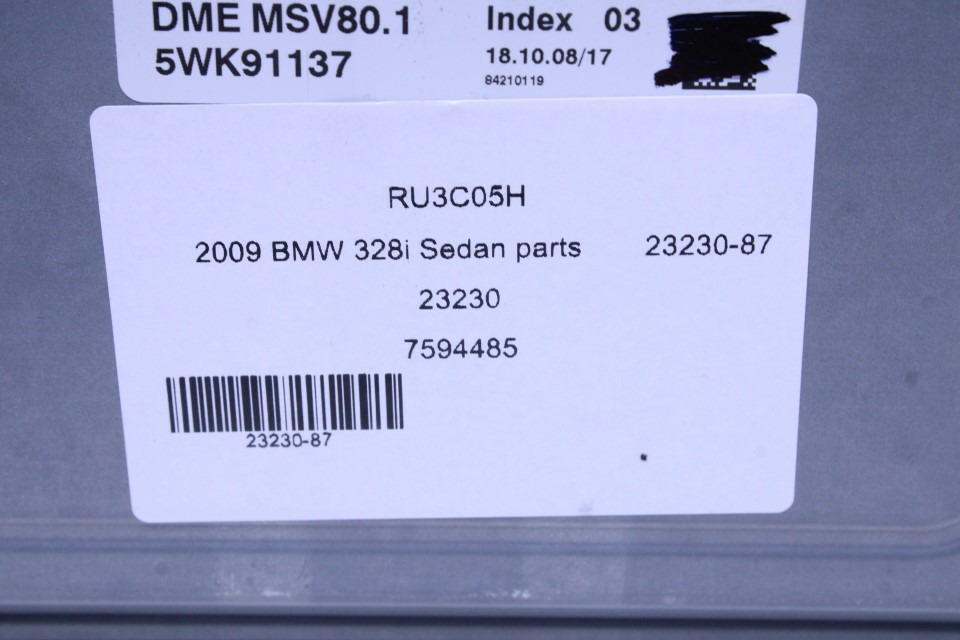 DME MSV80.1 Index 03
5WK91137 18.10.08/17
84210119
RU3C05H
2009 BMW 328i Sedan parts 23230-87
23230
7594485
23230-87